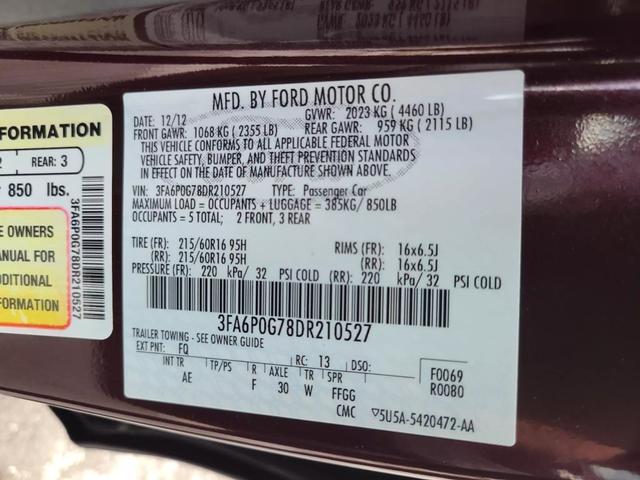 FORMATION
2 REAR: 3
850 lbs.
E OWNERS
MANUAL FOR
DDITIONAL
FORMATION
3FA6P0G78DR210527
MFD. BY FORD MOTOR CO.
12/12 GVWR: 2023 KG ( 4460 LB)
FRONT GAWR: 1068 KG ( 2355 LB) REAR GAWR: 959 KG ( 2115 LB)
THIS VEHICLE CONFORMS TO ALL APPLICABLE FEDERAL MOTOR
VEHICLE SAFETY, BUMPER, AND THEFT PREVENTION STANDARDS
IN EFFECT ON THE DATE OF MANUFACTURE SHOWN ABOVE.
VIN: 3FA6P0G78DR210527 TYPE: Passenger Car
MAXIMUM LOAD = OCCUPANTS + LUGGAGE = 385KG/ 850LB
OCCUPANTS = 5 TOTAL; 2 FRONT, 3 REAR
TIRE (FR): 215/60R16 95H RIMS (FR): 16x6.5J
(RR): 215/60R16 95H (RR): 16x6.5J
PRESSURE (FR): 220 kPa/ 32 PSI COLD (RR): 220 kPa/ 32 PSI COLD
3FA6P0G78DR210527
TRAILER TOWING - SEE OWNER GUIDE
EXT PNT: FQ RC: 13 DSO:
INT TR TP/PS R AXLE TR SPR
AE F 30 W FFGG
F0069
R0080
CMC ▽5U5A-5420472-AA